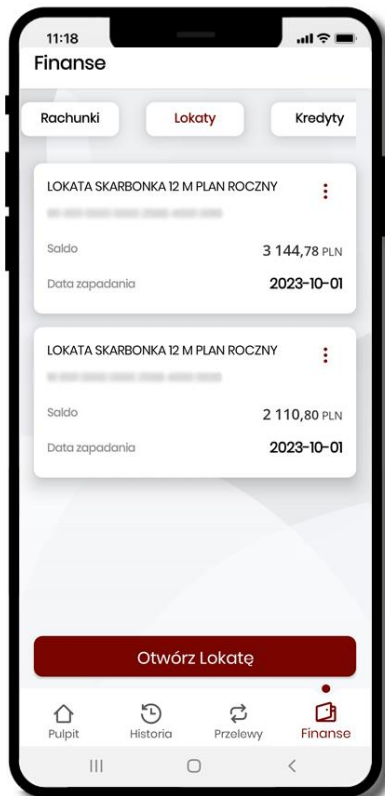 11:18
Finanse
Rachunki
Lokaty
Kredyty
LOKATA SKARBONKA 12 M PLAN ROCZNY
Saldo
3 144,78 PLN
Data zapadania
2023-10-01
LOKATA SKARBONKA 12 M PLAN ROCZNY
Saldo
2 110,80 PLN
Data zapadania
2023-10-01
Otwórz Lokatę
Pulpit
Historia
Przelewy
Finanse